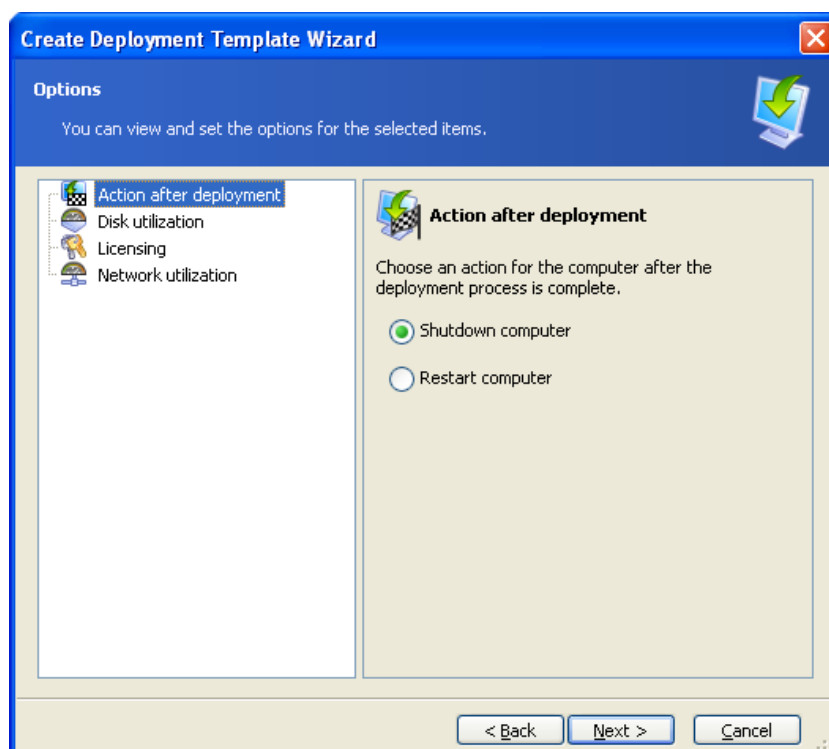 Create Deployment Template Wizard
Options
You can view and set the options for the selected items.
Action after deployment
Disk utilization
Licensing
Network utilization
Action after deployment
Choose an action for the computer after the
deployment process is complete.
Shutdown computer
Restart computer
< Back
Next >
Cancel